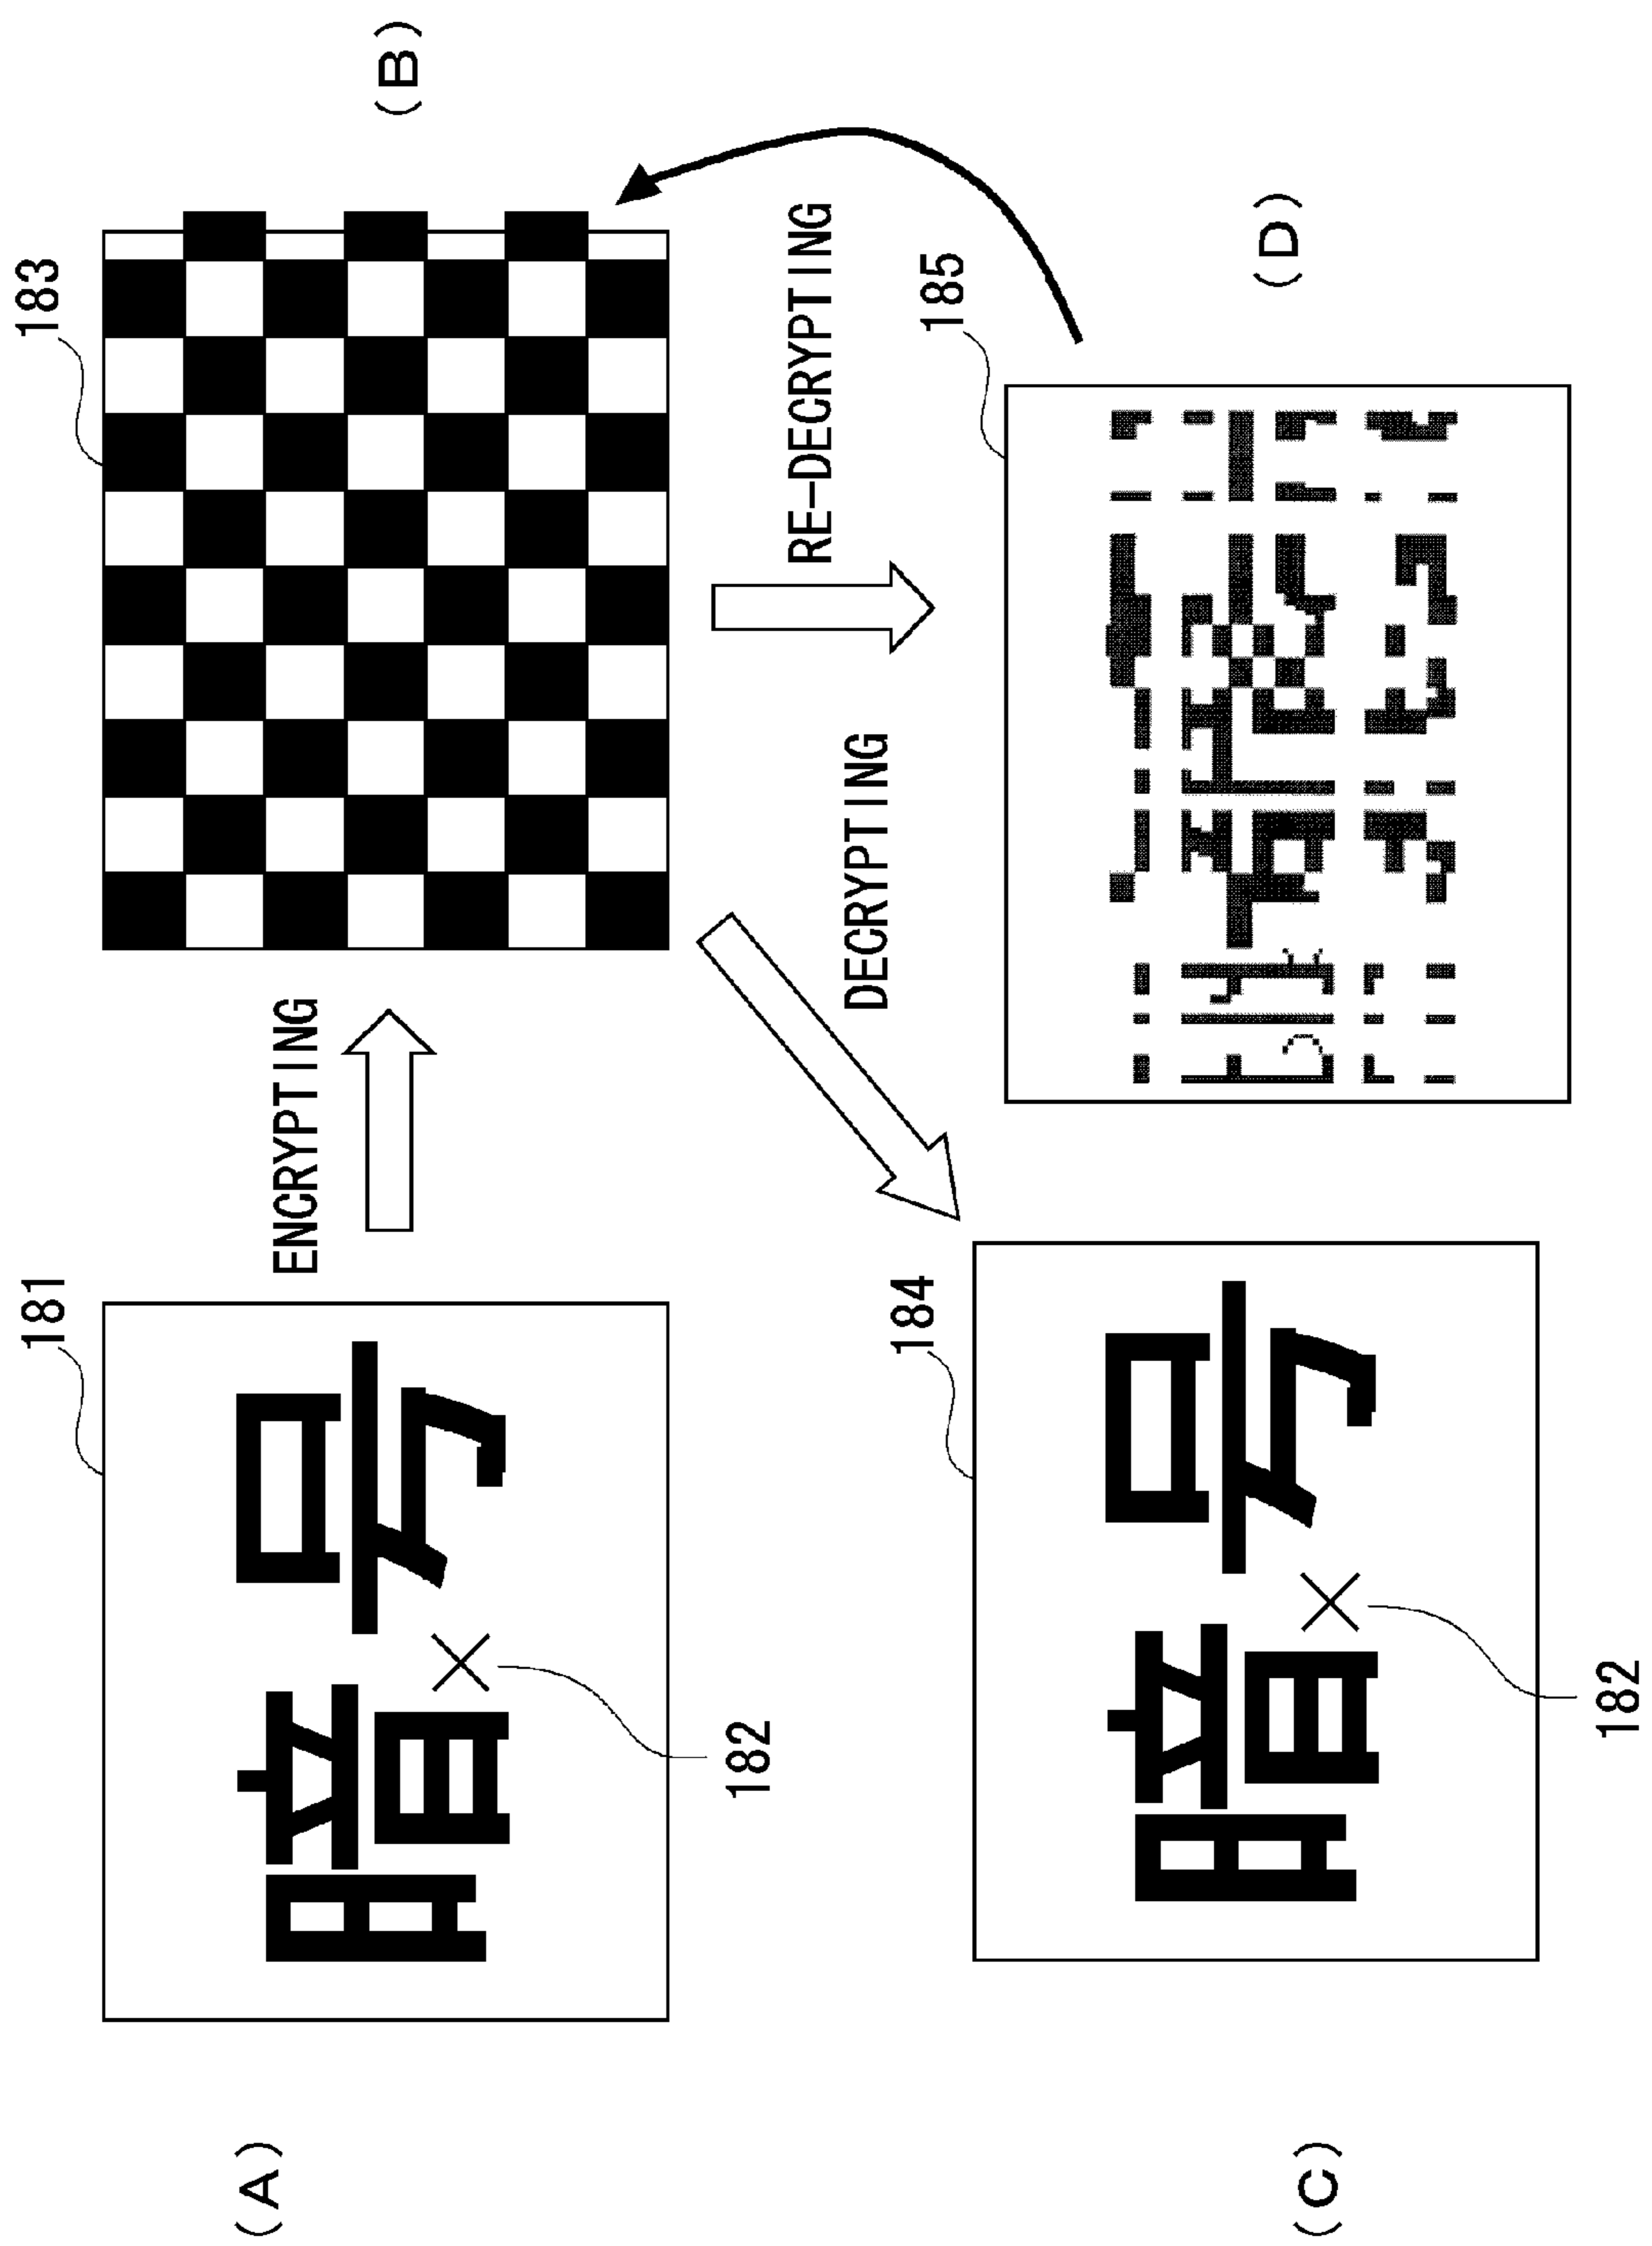 181
183
(A)
暗号
ENCRYPTING
(B)
×
182
RE-DECRYPTING
DECRYPTING
184
185
(C)
暗号
(D)
×
182